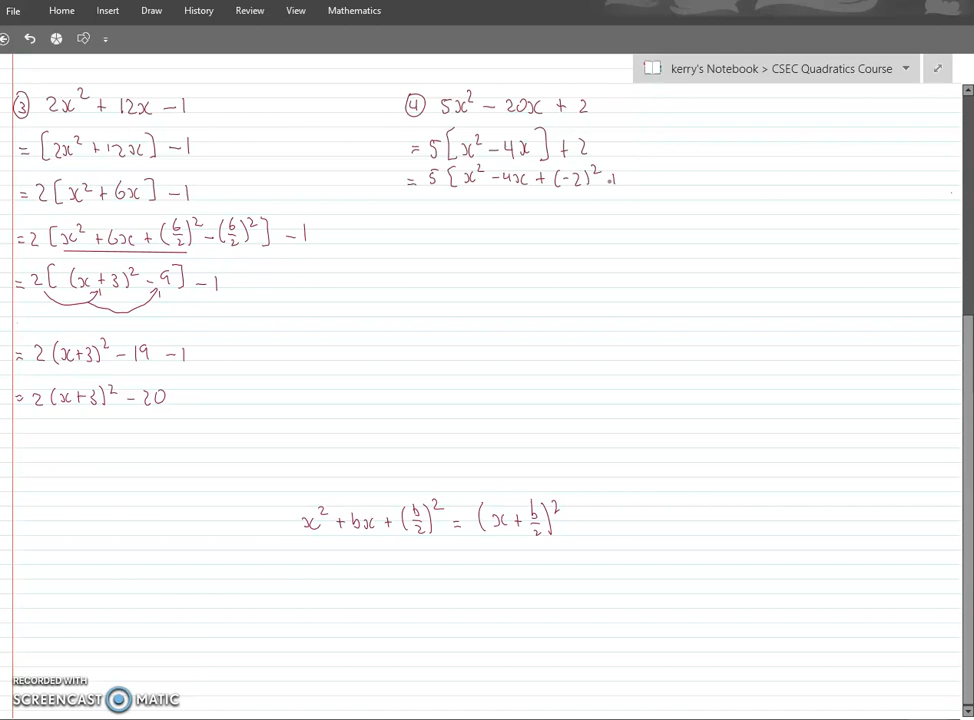 File Home Insert Draw History Review View Mathematics
kerry's Notebook > CSEC Quadratics Course
③ 2x² + 12x - 1
= [2x² + 12x] - 1
= 2[x² + 6x] - 1
= 2[x² + 6x + (6/2)² - (6/2)²] - 1
= 2[(x+3)² - 9] - 1
= 2(x+3)² - 19 - 1
= 2(x+3)² - 20
④ 5x² - 20x + 2
= 5[x² - 4x] + 2
= 5[x² - 4x + (-2)²
x² + bx + (b/2)² = (x + b/2)²
RECORDED WITH
SCREENCAST MATIC